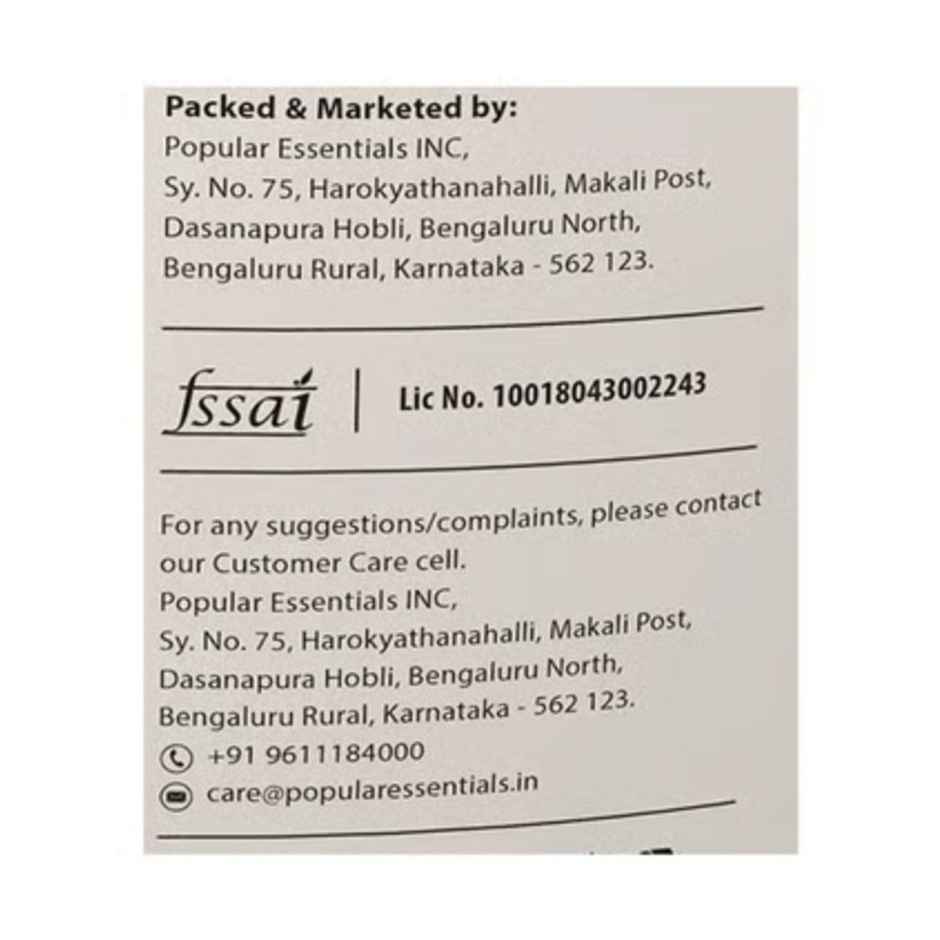 Packed & Marketed by:
Popular Essentials INC,
Sy. No. 75, Harokyathanahalli, Makali Post,
Dasanapura Hobli, Bengaluru North,
Bengaluru Rural, Karnataka - 562 123.
fssai | Lic No. 10018043002243
For any suggestions/complaints, please contact
our Customer Care cell.
Popular Essentials INC,
Sy. No. 75, Harokyathanahalli, Makali Post,
Dasanapura Hobli, Bengaluru North,
Bengaluru Rural, Karnataka - 562 123.
+91 9611184000
care@popularessentials.in